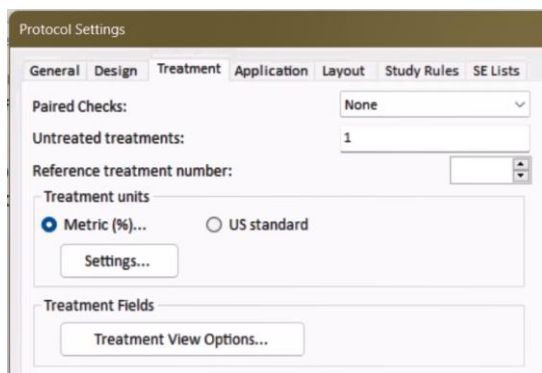 Protocol Settings
General Design Treatment Application Layout Study Rules SE Lists
Paired Checks: None
Untreated treatments: 1
Reference treatment number:
Treatment units
Metric (%)... US standard
Settings...
Treatment Fields
Treatment View Options...